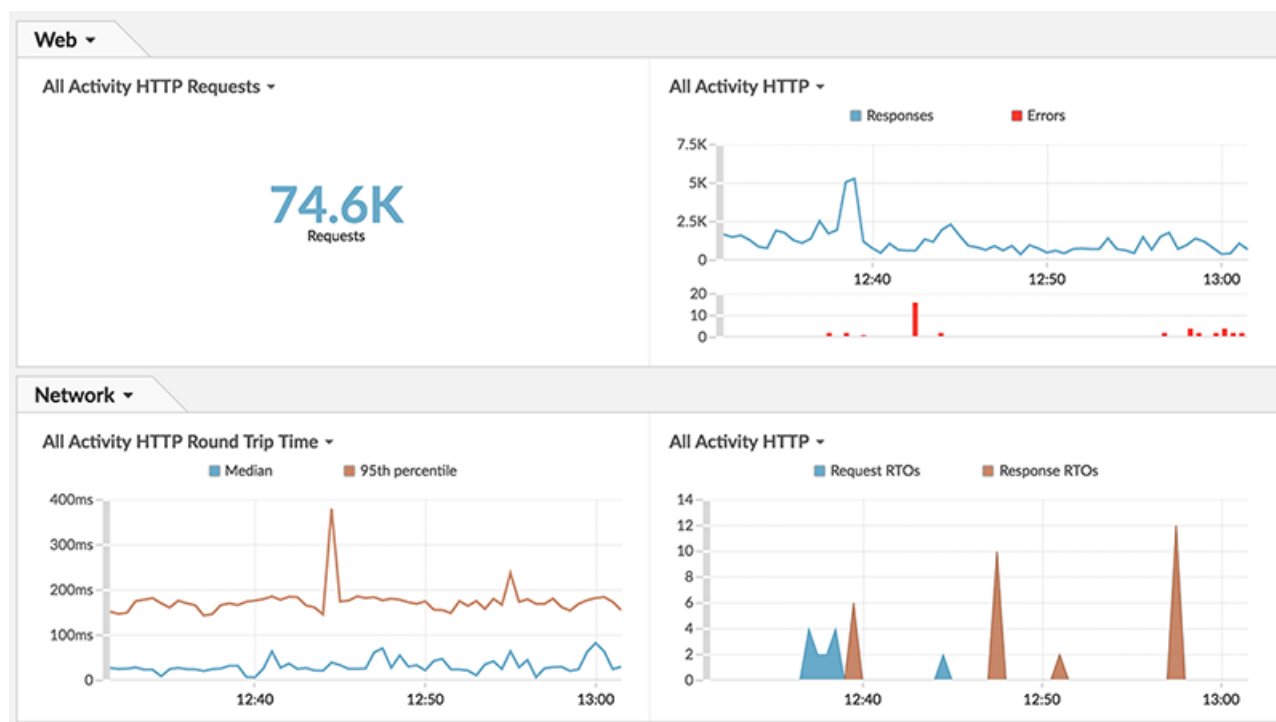 Web
All Activity HTTP Requests
74.6K
Requests
All Activity HTTP
Responses Errors
7.5K
5K
2.5K
0
12:40 12:50 13:00
20
10
0
Network
All Activity HTTP Round Trip Time
Median 95th percentile
400ms
300ms
200ms
100ms
0
12:40 12:50 13:00
All Activity HTTP
Request RTOs Response RTOs
14
12
10
8
6
4
2
0
12:40 12:50 13:00